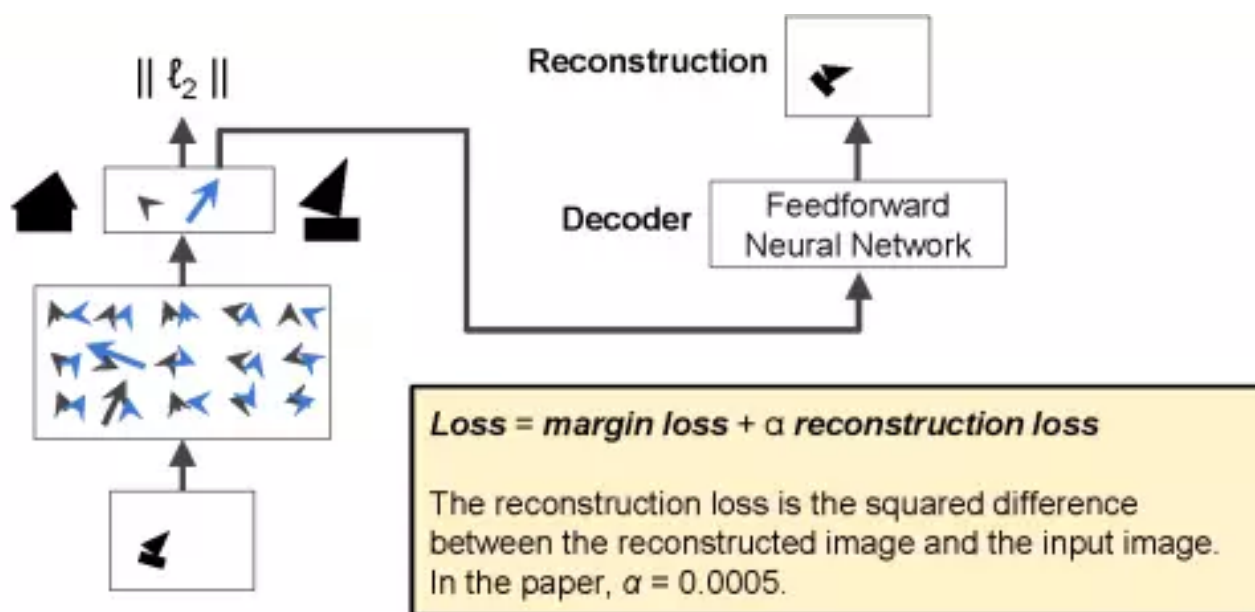 || ℓ₂ ||
Reconstruction
Decoder
Feedforward
Neural Network
Loss = margin loss + α reconstruction loss
The reconstruction loss is the squared difference
between the reconstructed image and the input image.
In the paper, α = 0.0005.